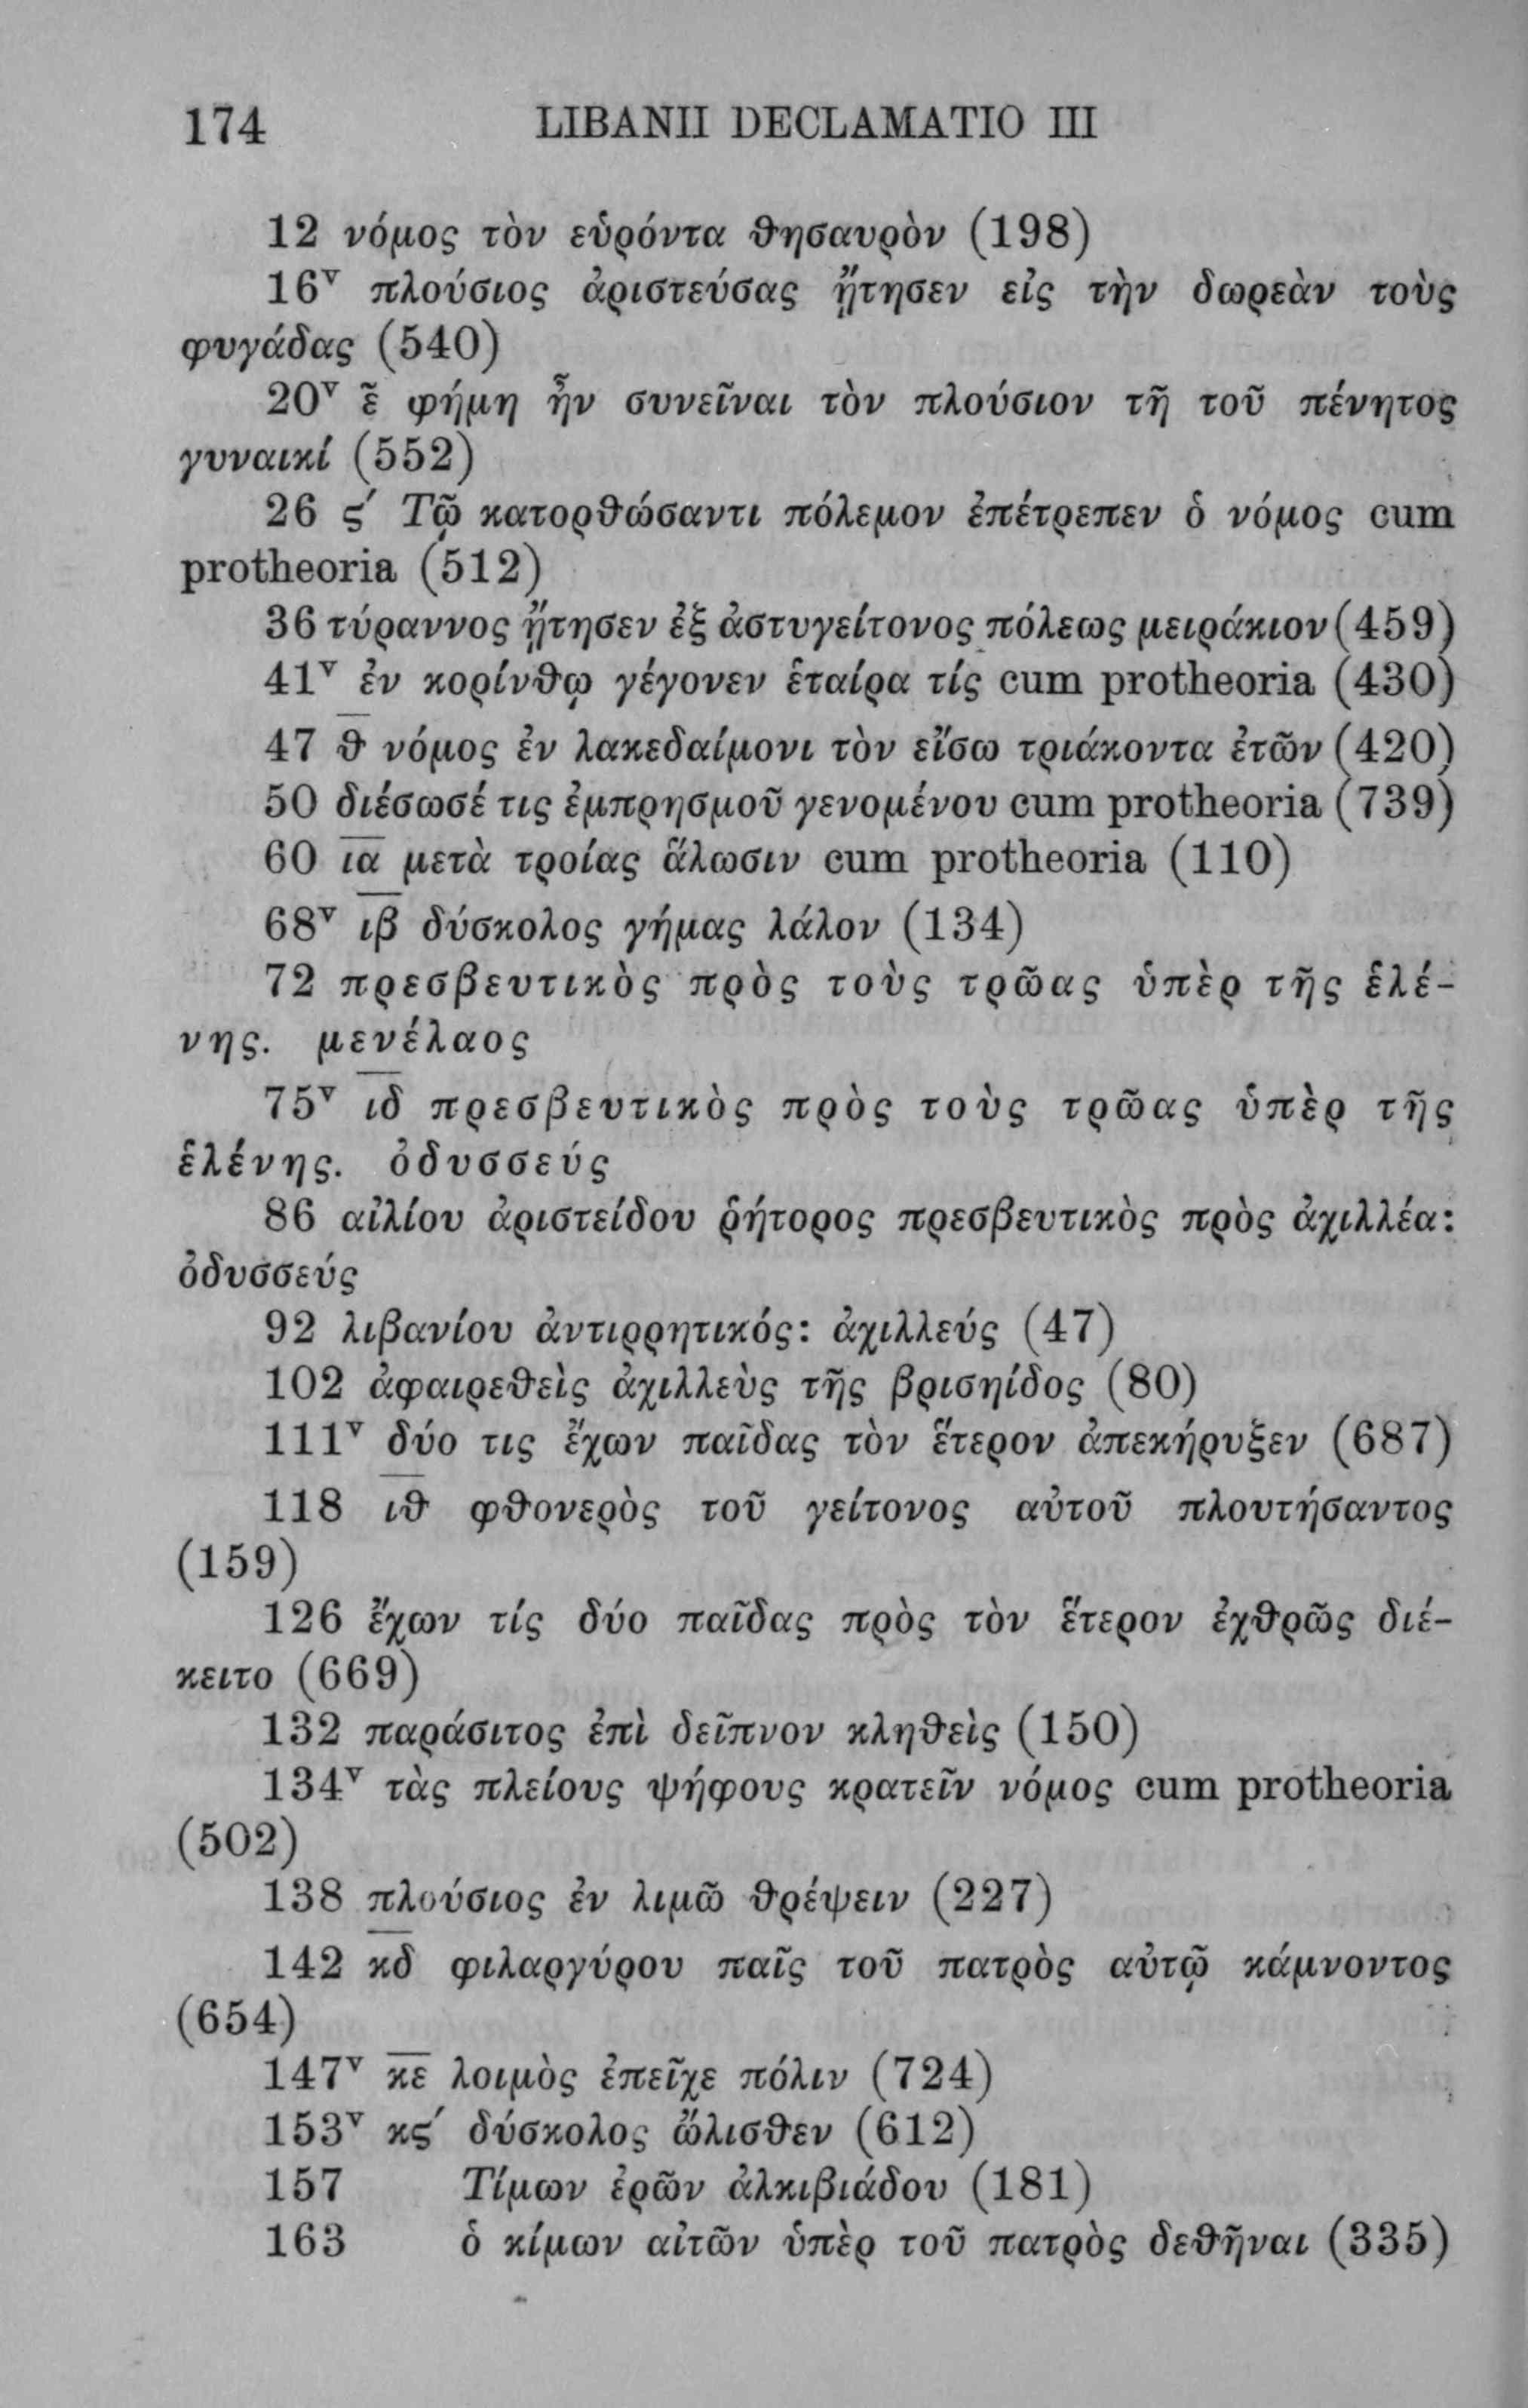 174 LIBANII DECLAMATIO III
12 νόμος τὸν εὑρόντα ϑησαυρὸν (198)
16ᵛ πλούσιος ἀριστεύσας ᾔτησεν εἰς τὴν δωρεὰν τοὺς
φυγάδας (540)
20ᵛ ε̃ φήμη ἦν συνεῖναι τὸν πλούσιον τῆ τοῦ πένητος
γυναικί (552)
26 ϛ´ Τῷ κατορϑώσαντι πόλεμον ἐπέτρεπεν ὁ νόμος cum
protheoria (512)
36 τύραννος ᾔτησεν ἐξ ἀστυγείτονος πόλεως μειράκιον (459)
41ᵛ ἐν κορίνϑῳ γέγονεν ἑταίρα τίς cum protheoria (430)
47 ϑ̅ νόμος ἐν λακεδαίμονι τὸν εἴσω τριάκοντα ἐτῶν (420)
50 διέσωσέ τις ἐμπρησμοῦ γενομένου cum protheoria (739)
60 ι̅α̅ μετὰ τροίας ἅλωσιν cum protheoria (110)
68ᵛ ι̅β̅ δύσκολος γήμας λάλον (134)
72 πρεσβευτικὸς πρὸς τοὺς τρῶας ὑπὲρ τῆς ἑλέ-
νης. μενέλαος
75ᵛ ι̅δ̅ πρεσβευτικὸς πρὸς τοὺς τρῶας ὑπὲρ τῆς
ἑλένης. ὀδυσσεύς
86 αἰλίου ἀριστείδου ῥήτορος πρεσβευτικὸς πρὸς ἀχιλλέα:
ὀδυσσεύς
92 λιβανίου ἀντιρρητικός: ἀχιλλεύς (47)
102 ἀφαιρεϑεὶς ἀχιλλεὺς τῆς βρισηίδος (80)
111ᵛ δύο τις ἔχων παῖδας τὸν ἕτερον ἀπεκήρυξεν (687)
118 ι̅ϑ̅ φϑονερὸς τοῦ γείτονος αὐτοῦ πλουτήσαντος
(159)
126 ἔχων τίς δύο παῖδας πρὸς τὸν ἕτερον ἐχϑρῶς διέ-
κειτο (669)
132 παράσιτος ἐπὶ δεῖπνον κληϑεὶς (150)
134ᵛ τὰς πλείους ψήφους κρατεῖν νόμος cum protheoria
(502)
138 πλούσιος ἐν λιμῶ ϑρέψειν (227)
142 κ̅δ̅ φιλαργύρου παῖς τοῦ πατρὸς αὐτῷ κάμνοντος
(654)
147ᵛ κ̅ε̅ λοιμὸς ἐπεῖχε πόλιν (724)
153ᵛ κϛ´ δύσκολος ὤλισϑεν (612)
157 Τίμων ἐρῶν ἀλκιβιάδου (181)
163 ὁ κίμων αἰτῶν ὑπὲρ τοῦ πατρὸς δεϑῆναι (335)